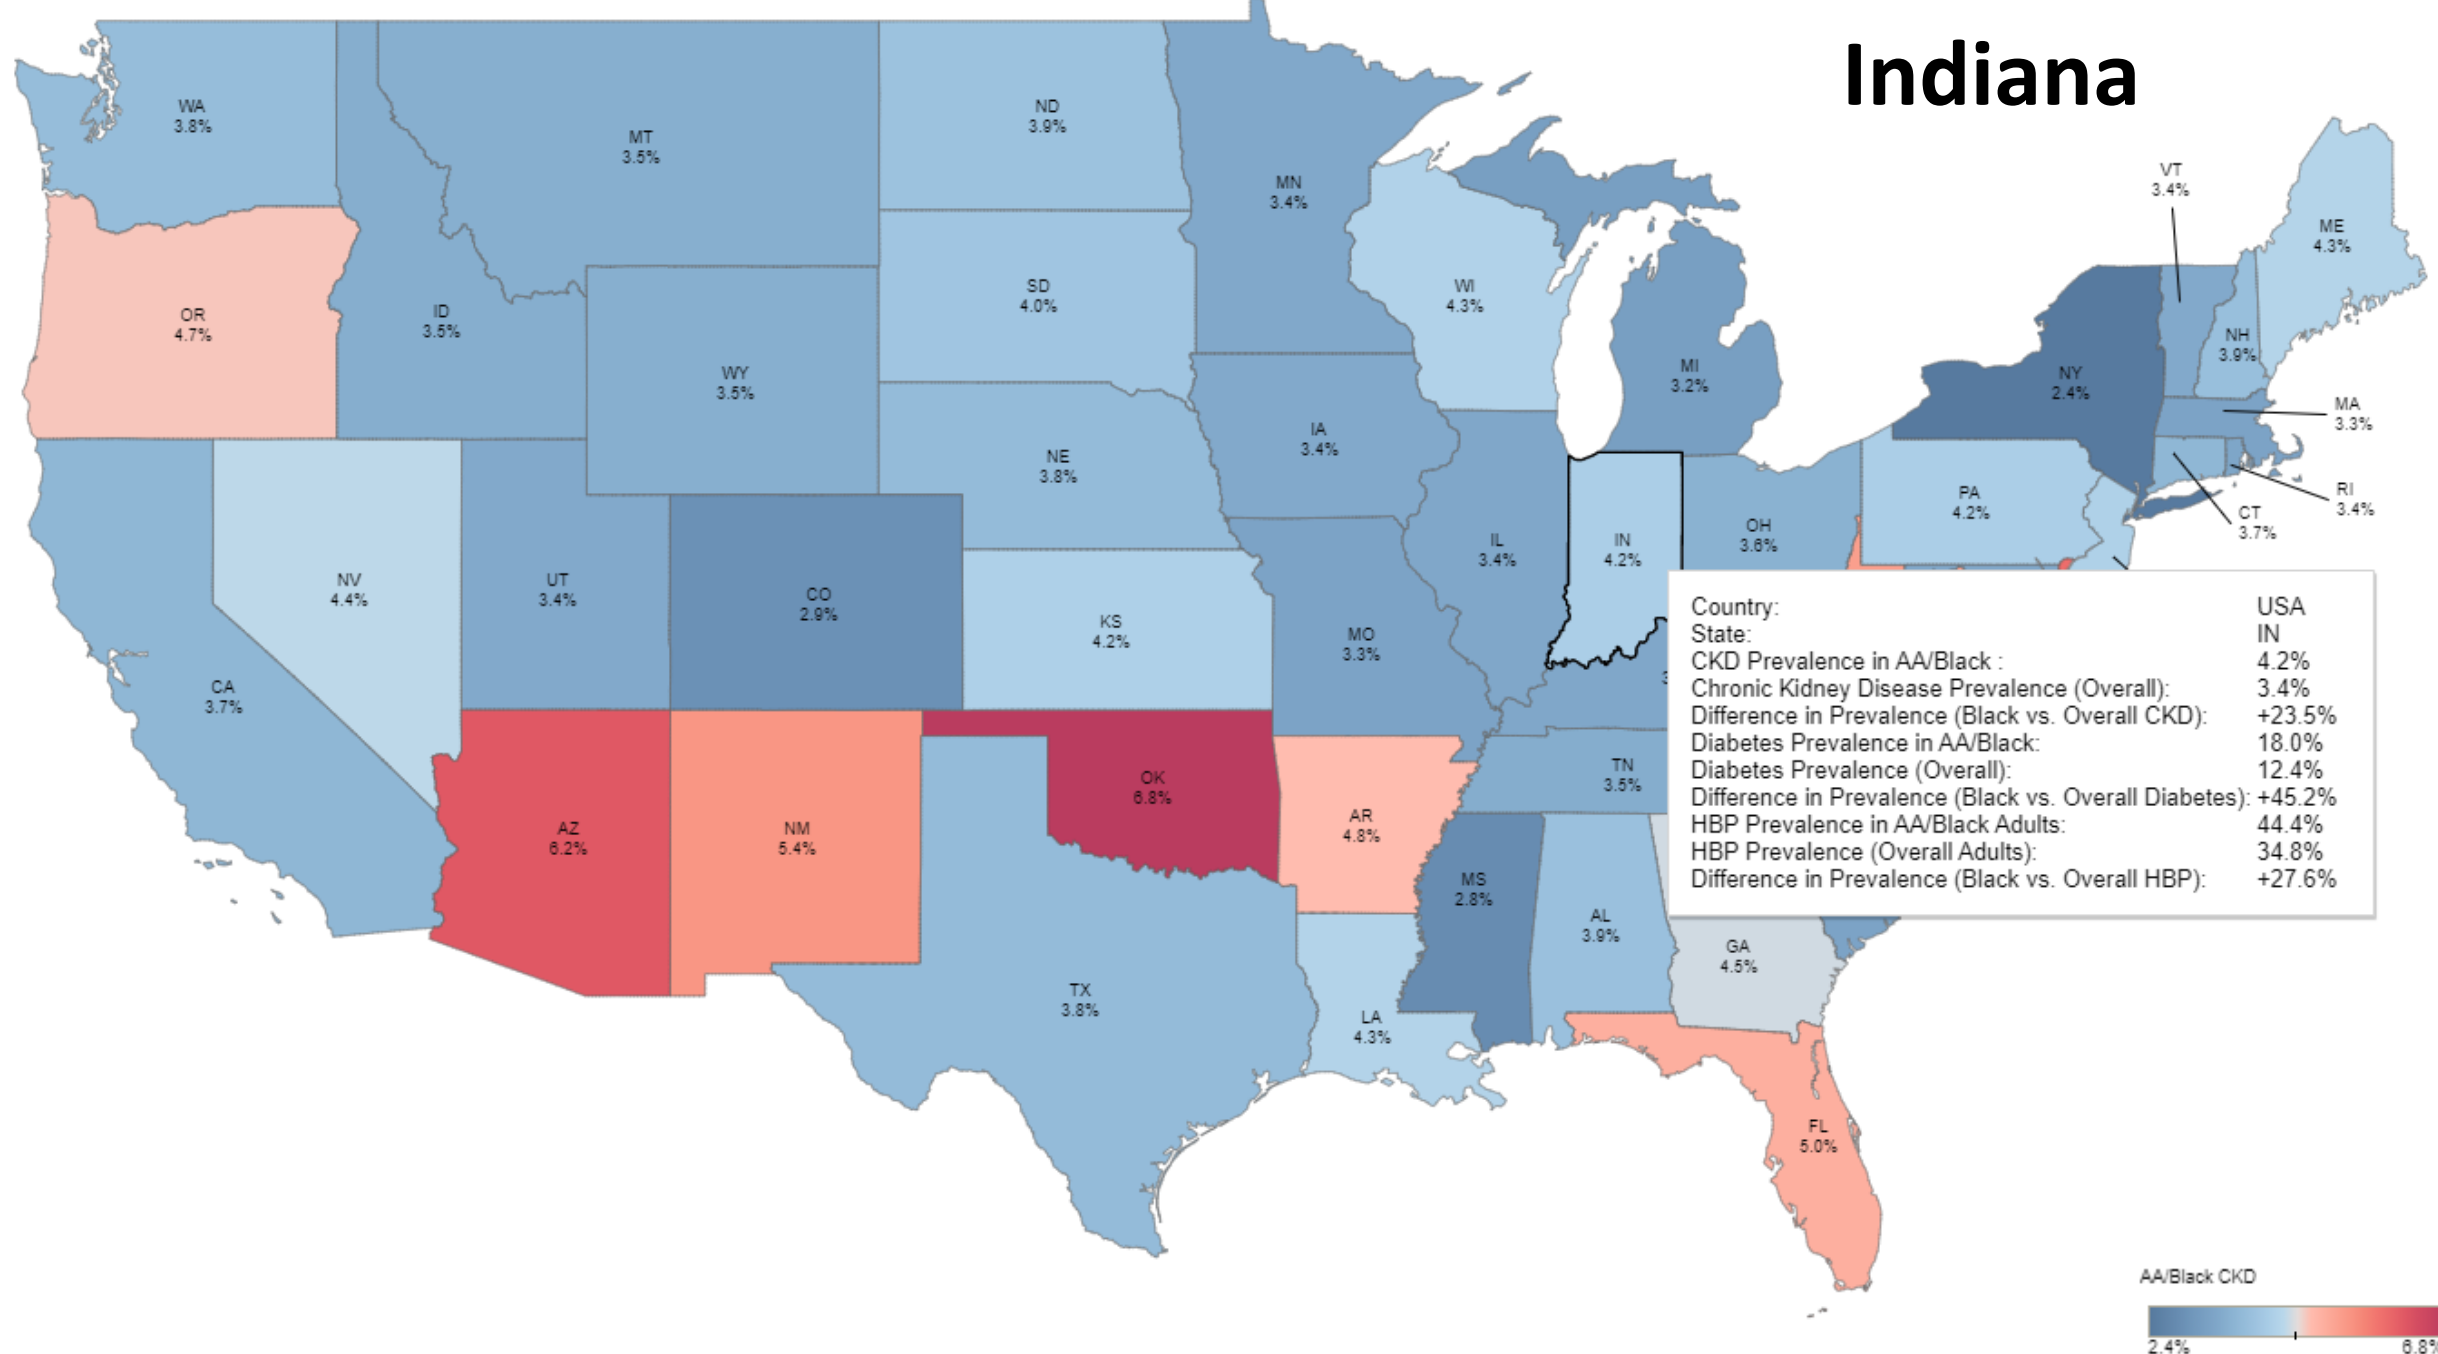 Indiana
WA
3.8%
MT
3.5%
ND
3.9%
MN
3.4%
VT
3.4%
ME
4.3%
OR
4.7%
ID
3.5%
SD
4.0%
WI
4.3%
NH
3.9%
WY
3.5%
MI
3.2%
NY
2.4%
MA
3.3%
IA
3.4%
NE
3.8%
PA
4.2%
RI
3.4%
CT
3.7%
NV
4.4%
UT
3.4%
CO
2.9%
IL
3.4%
IN
4.2%
OH
3.6%
KS
4.2%
MO
3.3%
CA
3.7%
3
Country: USA
State: IN
CKD Prevalence in AA/Black : 4.2%
Chronic Kidney Disease Prevalence (Overall): 3.4%
Difference in Prevalence (Black vs. Overall CKD): +23.5%
Diabetes Prevalence in AA/Black: 18.0%
Diabetes Prevalence (Overall): 12.4%
Difference in Prevalence (Black vs. Overall Diabetes): +45.2%
HBP Prevalence in AA/Black Adults: 44.4%
HBP Prevalence (Overall Adults): 34.8%
Difference in Prevalence (Black vs. Overall HBP): +27.6%
AZ
6.2%
NM
5.4%
OK
6.8%
AR
4.8%
TN
3.5%
MS
2.8%
AL
3.9%
GA
4.5%
TX
3.8%
LA
4.3%
FL
5.0%
AA/Black CKD
2.4% 6.8%